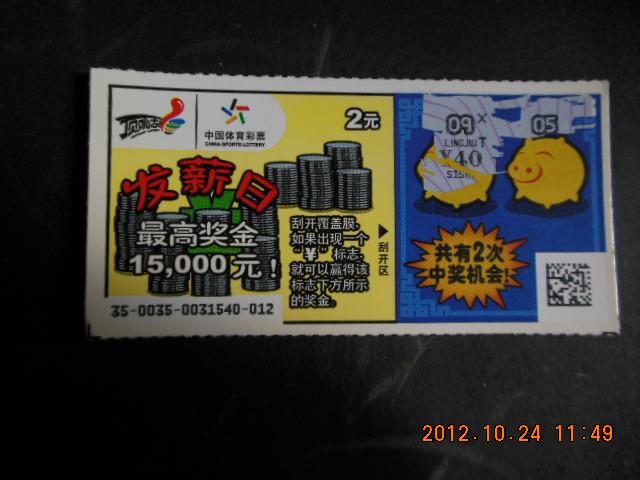 顶呱刮
中国体育彩票
CHINA SPORTS LOTTERY
2元
发薪日
最高奖金
15,000元!
刮开覆盖膜,
如果出现一个
“¥”标志,
就可以赢得该
标志下方所示
的奖金。
刮开区
35-0035-0031540-012
09
05
LING
¥40
共有2次
中奖机会!
2012.10.24 11:49